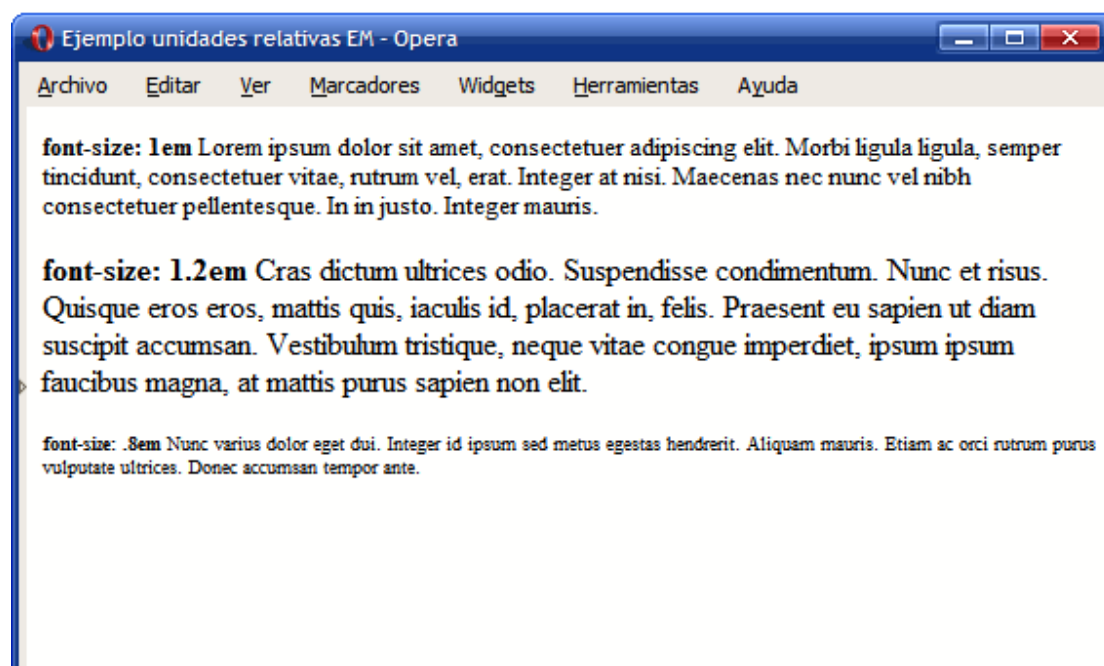 Ejemplo unidades relativas EM - Opera
Archivo Editar Ver Marcadores Widgets Herramientas Ayuda
font-size: 1em Lorem ipsum dolor sit amet, consectetuer adipiscing elit. Morbi ligula ligula, semper
tincidunt, consectetuer vitae, rutrum vel, erat. Integer at nisi. Maecenas nec nunc vel nibh
consectetuer pellentesque. In in justo. Integer mauris.
font-size: 1.2em Cras dictum ultrices odio. Suspendisse condimentum. Nunc et risus.
Quisque eros eros, mattis quis, iaculis id, placerat in, felis. Praesent eu sapien ut diam
suscipit accumsan. Vestibulum tristique, neque vitae congue imperdiet, ipsum ipsum
faucibus magna, at mattis purus sapien non elit.
font-size: .8em Nunc varius dolor eget dui. Integer id ipsum sed metus egestas hendrerit. Aliquam mauris. Etiam ac orci rutrum purus
vulputate ultrices. Donec accumsan tempor ante.